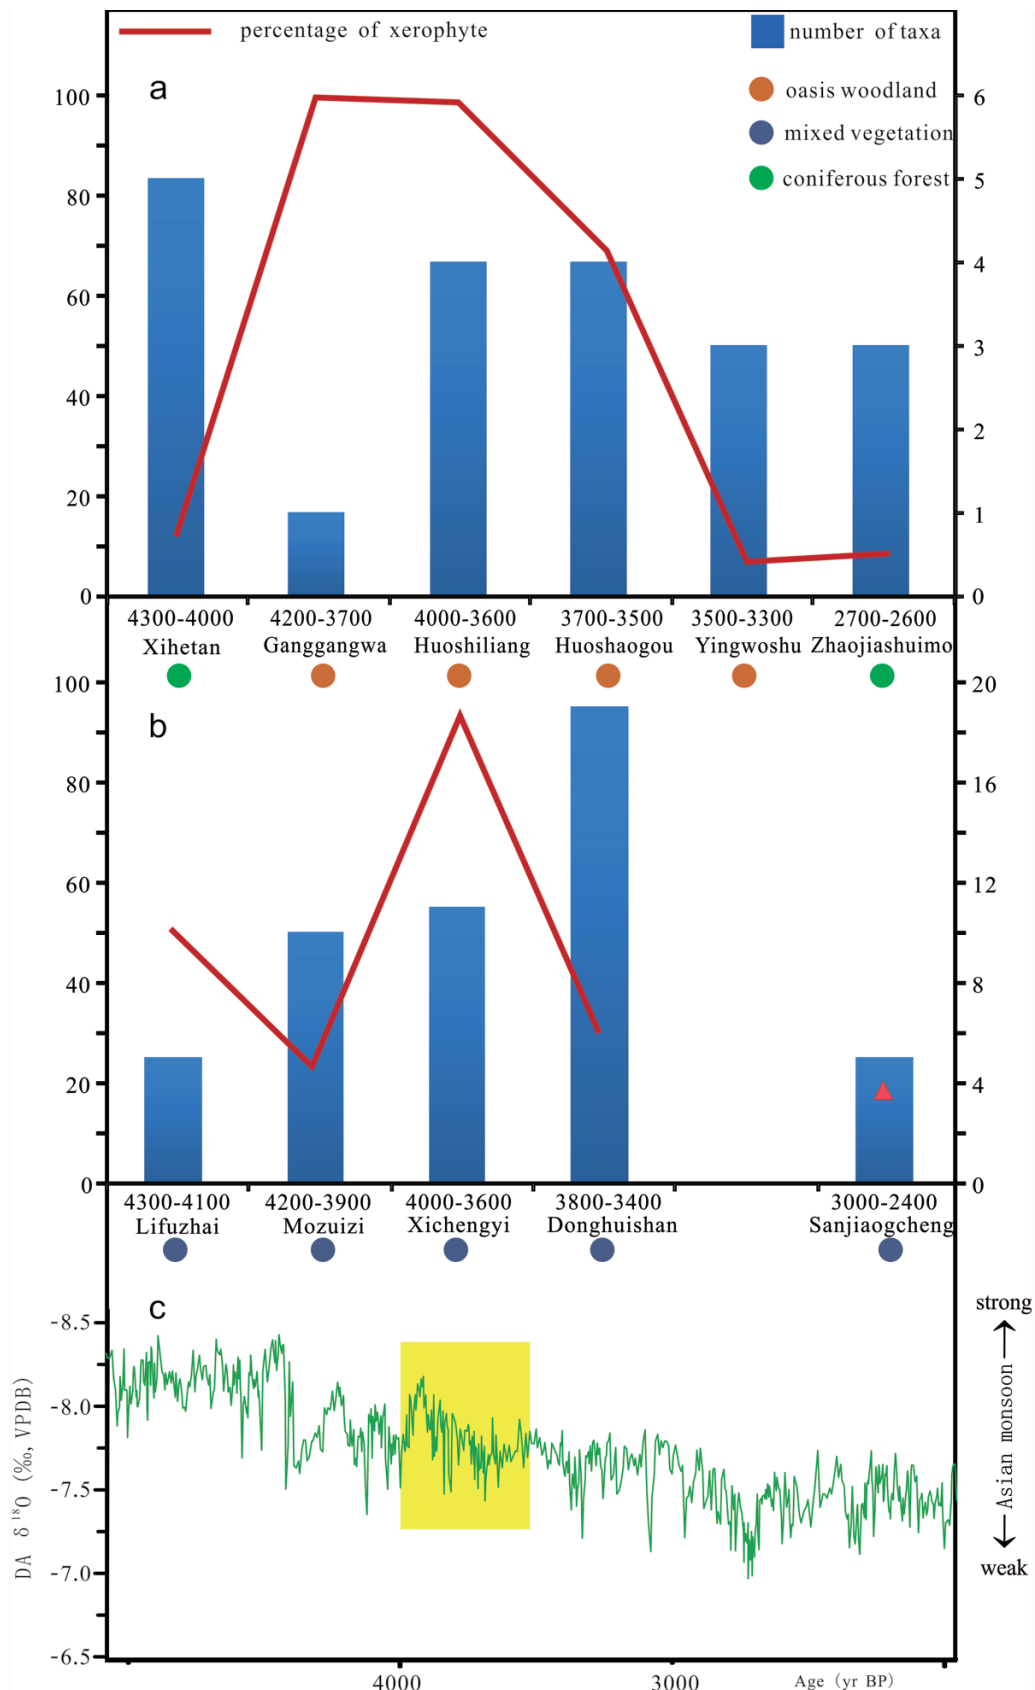 percentage of xerophyte
number of taxa
oasis woodland
mixed vegetation
coniferous forest
a
100
80
60
40
20
0
6
5
4
3
2
1
0
4300-4000 4200-3700 4000-3600 3700-3500 3500-3300 2700-2600
Xihetan Ganggangwa Huoshiliang Huoshaogou Yingwoshu Zhaojiashuimo
b
100
80
60
40
20
0
20
16
12
8
4
0
4300-4100 4200-3900 4000-3600 3800-3400 3000-2400
Lifuzhai Mozuizi Xichengyi Donghuishan Sanjiaogcheng
c
-8.5
-8.0
-7.5
-7.0
-6.5
DA δ ¹⁸O (‰, VPDB)
strong
Asian monsoon
weak
4000 3000 Age (yr BP)